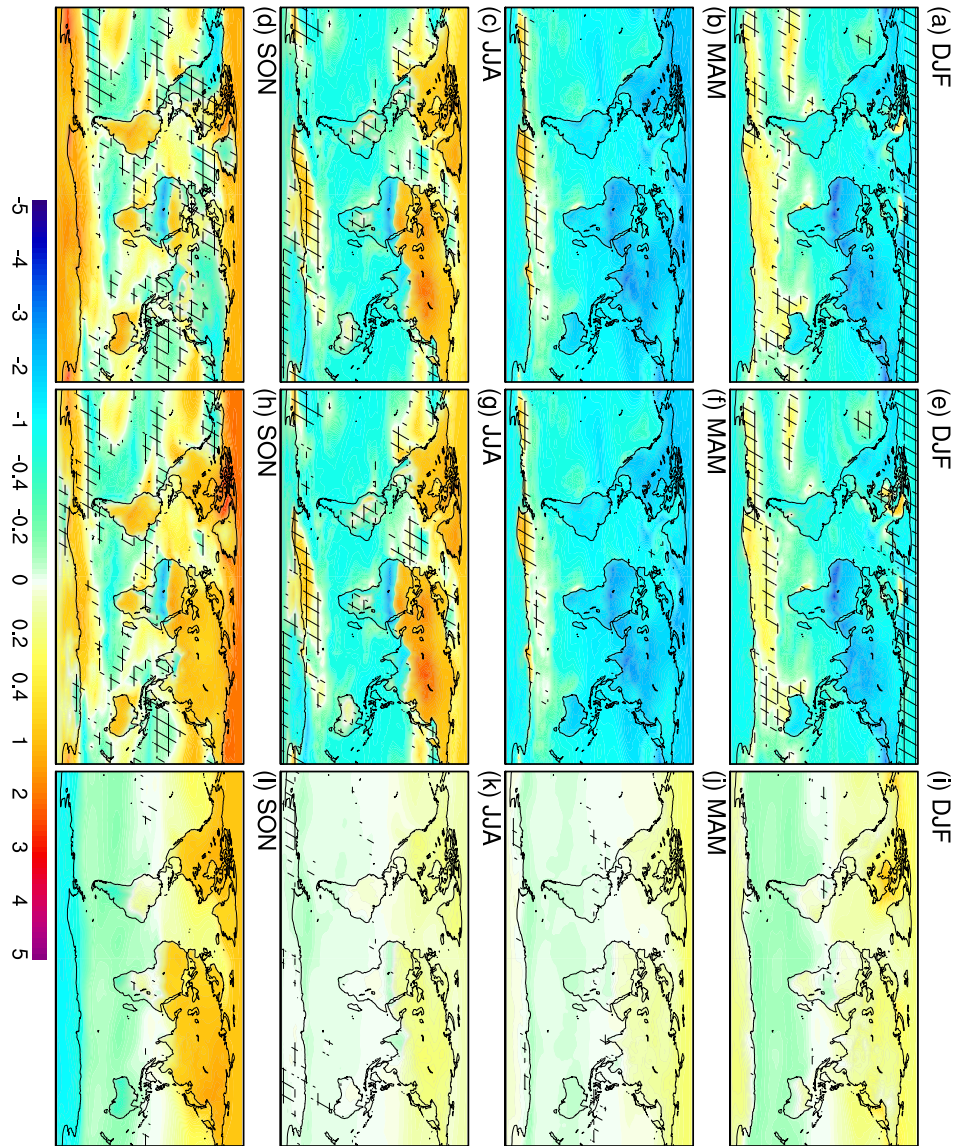 (a) DJF
(e) DJF
(i) DJF
(b) MAM
(f) MAM
(j) MAM
(c) JJA
(g) JJA
(k) JJA
(d) SON
(h) SON
(l) SON
-5 -4 -3 -2 -1 -0.4 -0.2 0 0.2 0.4 1 2 3 4 5